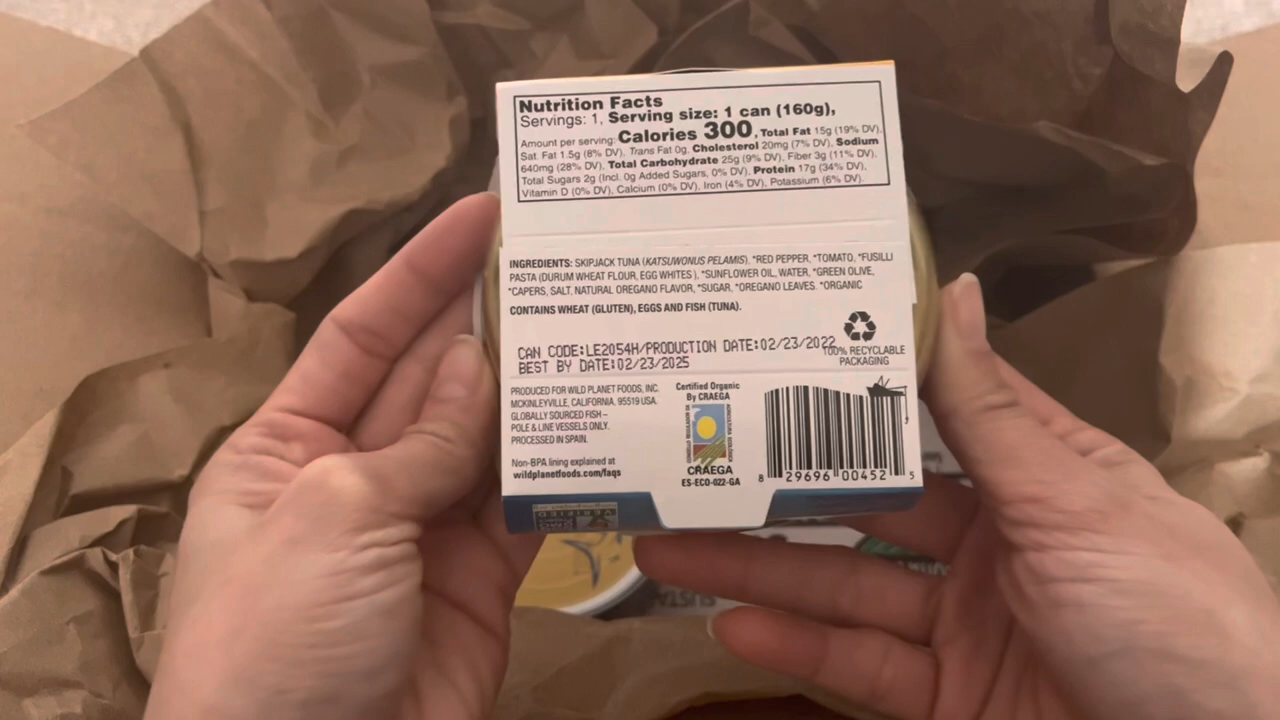 Nutrition Facts
Servings: 1, Serving size: 1 can (160g),
Amount per serving: Calories 300, Total Fat 15g (19% DV),
Sat. Fat 1.5g (8% DV), Trans Fat 0g, Cholesterol 20mg (7% DV), Sodium
640mg (28% DV), Total Carbohydrate 25g (9% DV), Fiber 3g (11% DV),
Total Sugars 2g (Incl. 0g Added Sugars, 0% DV), Protein 17g (34% DV),
Vitamin D (0% DV), Calcium (0% DV), Iron (4% DV), Potassium (6% DV).
INGREDIENTS: SKIPJACK TUNA (KATSUWONUS PELAMIS), *RED PEPPER, *TOMATO, *FUSILLI
PASTA (DURUM WHEAT FLOUR, EGG WHITES ), *SUNFLOWER OIL, WATER, *GREEN OLIVE,
*CAPERS, SALT, NATURAL OREGANO FLAVOR, *SUGAR, *OREGANO LEAVES. *ORGANIC
CONTAINS WHEAT (GLUTEN), EGGS AND FISH (TUNA).
CAN CODE:LE2054H/PRODUCTION DATE:02/23/2022
BEST BY DATE:02/23/2025
100% RECYCLABLE
PACKAGING
PRODUCED FOR WILD PLANET FOODS, INC.
MCKINLEYVILLE, CALIFORNIA. 95519 USA.
GLOBALLY SOURCED FISH –
POLE & LINE VESSELS ONLY.
PROCESSED IN SPAIN.
Non-BPA lining explained at
wildplanetfoods.com/faqs
Certified Organic
By CRAEGA
CRAEGA
ES-ECO-022-GA
8 29696 00452 5
VERIFIED
SUSTA